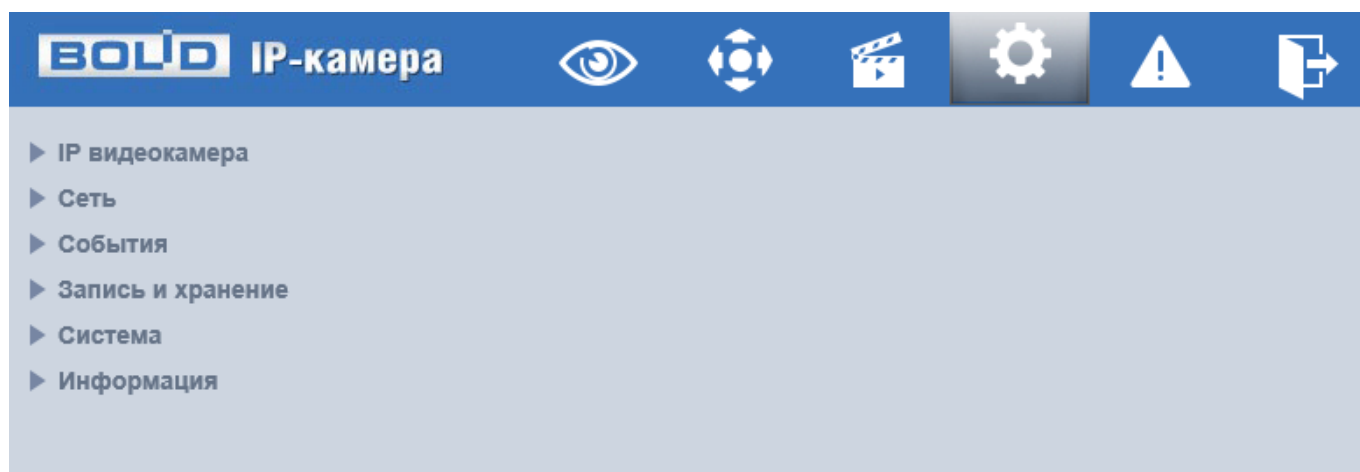 BOLID IP-камера
IP видеокамера
Сеть
События
Запись и хранение
Система
Информация